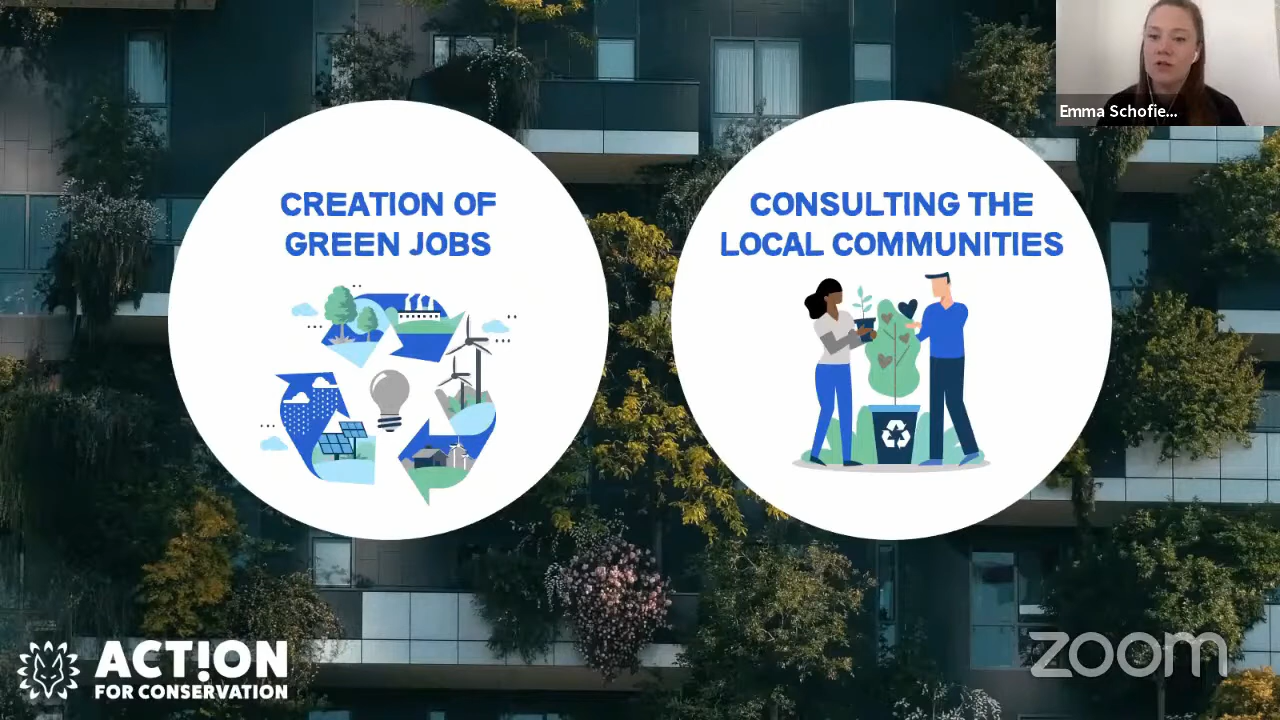 Emma Schofie...
CREATION OF
GREEN JOBS
CONSULTING THE
LOCAL COMMUNITIES
ACT!ON
FOR CONSERVATION
zoom